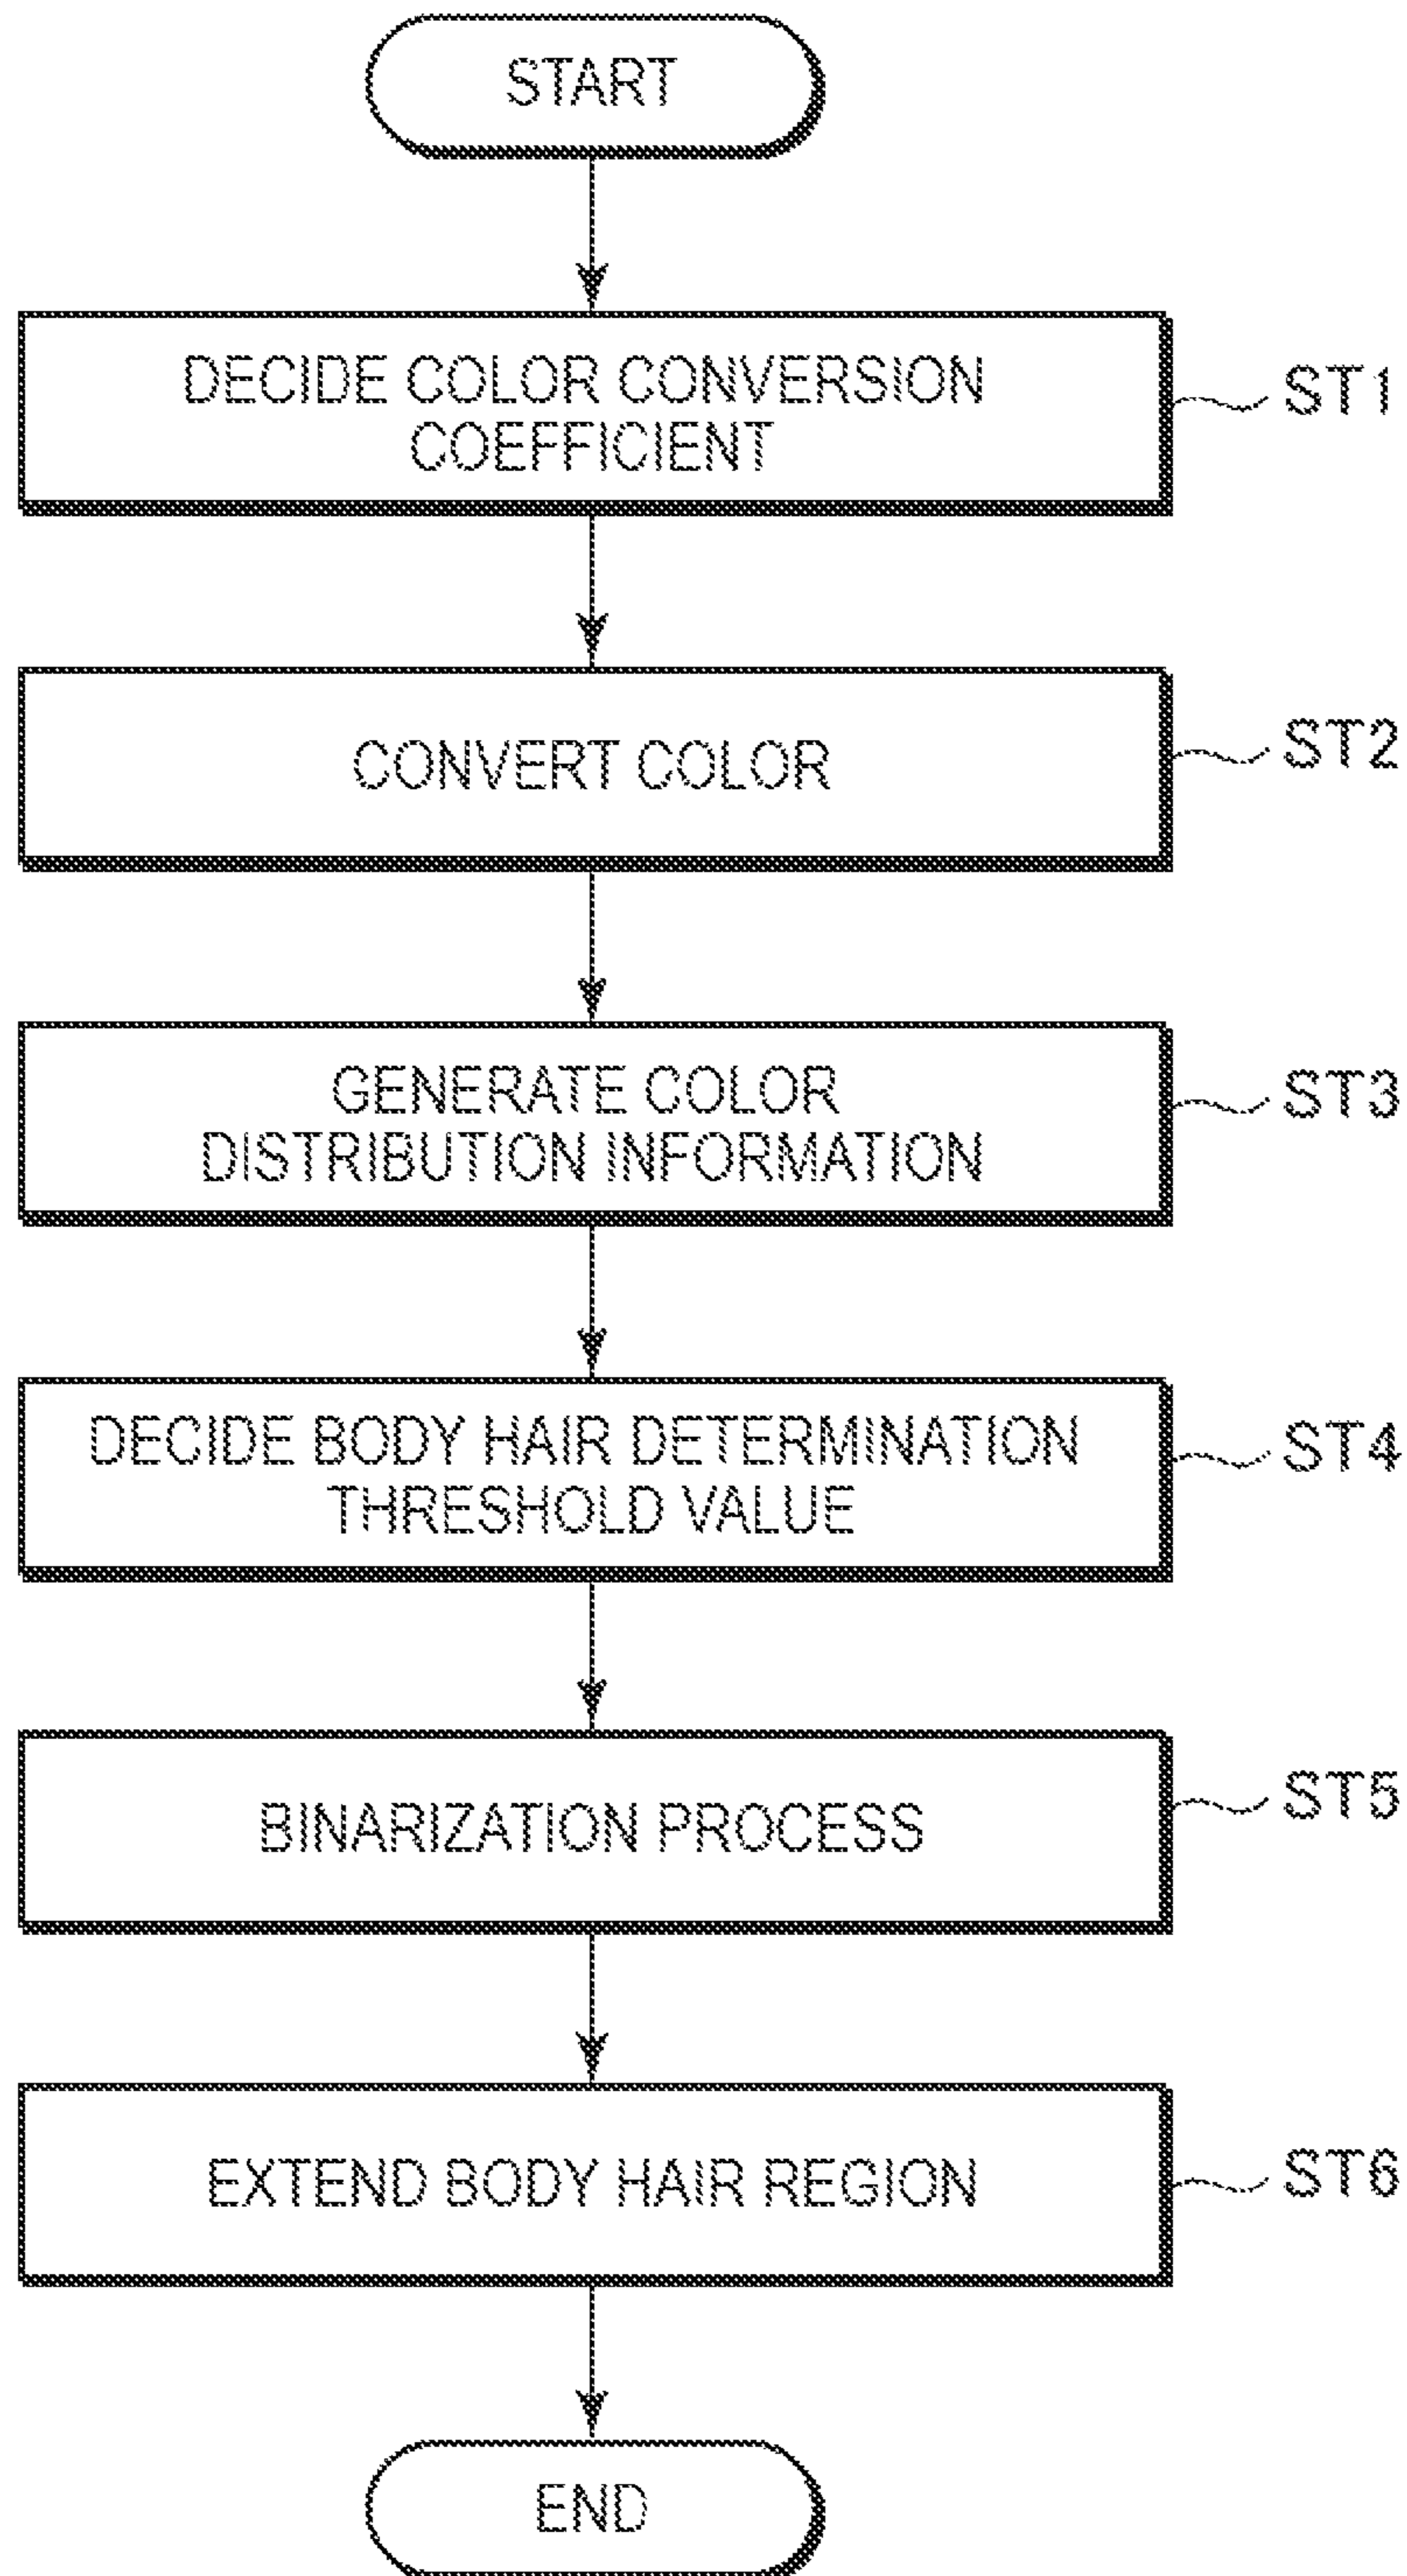 START
DECIDE COLOR CONVERSION
COEFFICIENT
ST1
CONVERT COLOR
ST2
GENERATE COLOR
DISTRIBUTION INFORMATION
ST3
DECIDE BODY HAIR DETERMINATION
THRESHOLD VALUE
ST4
BINARIZATION PROCESS
ST5
EXTEND BODY HAIR REGION
ST6
END